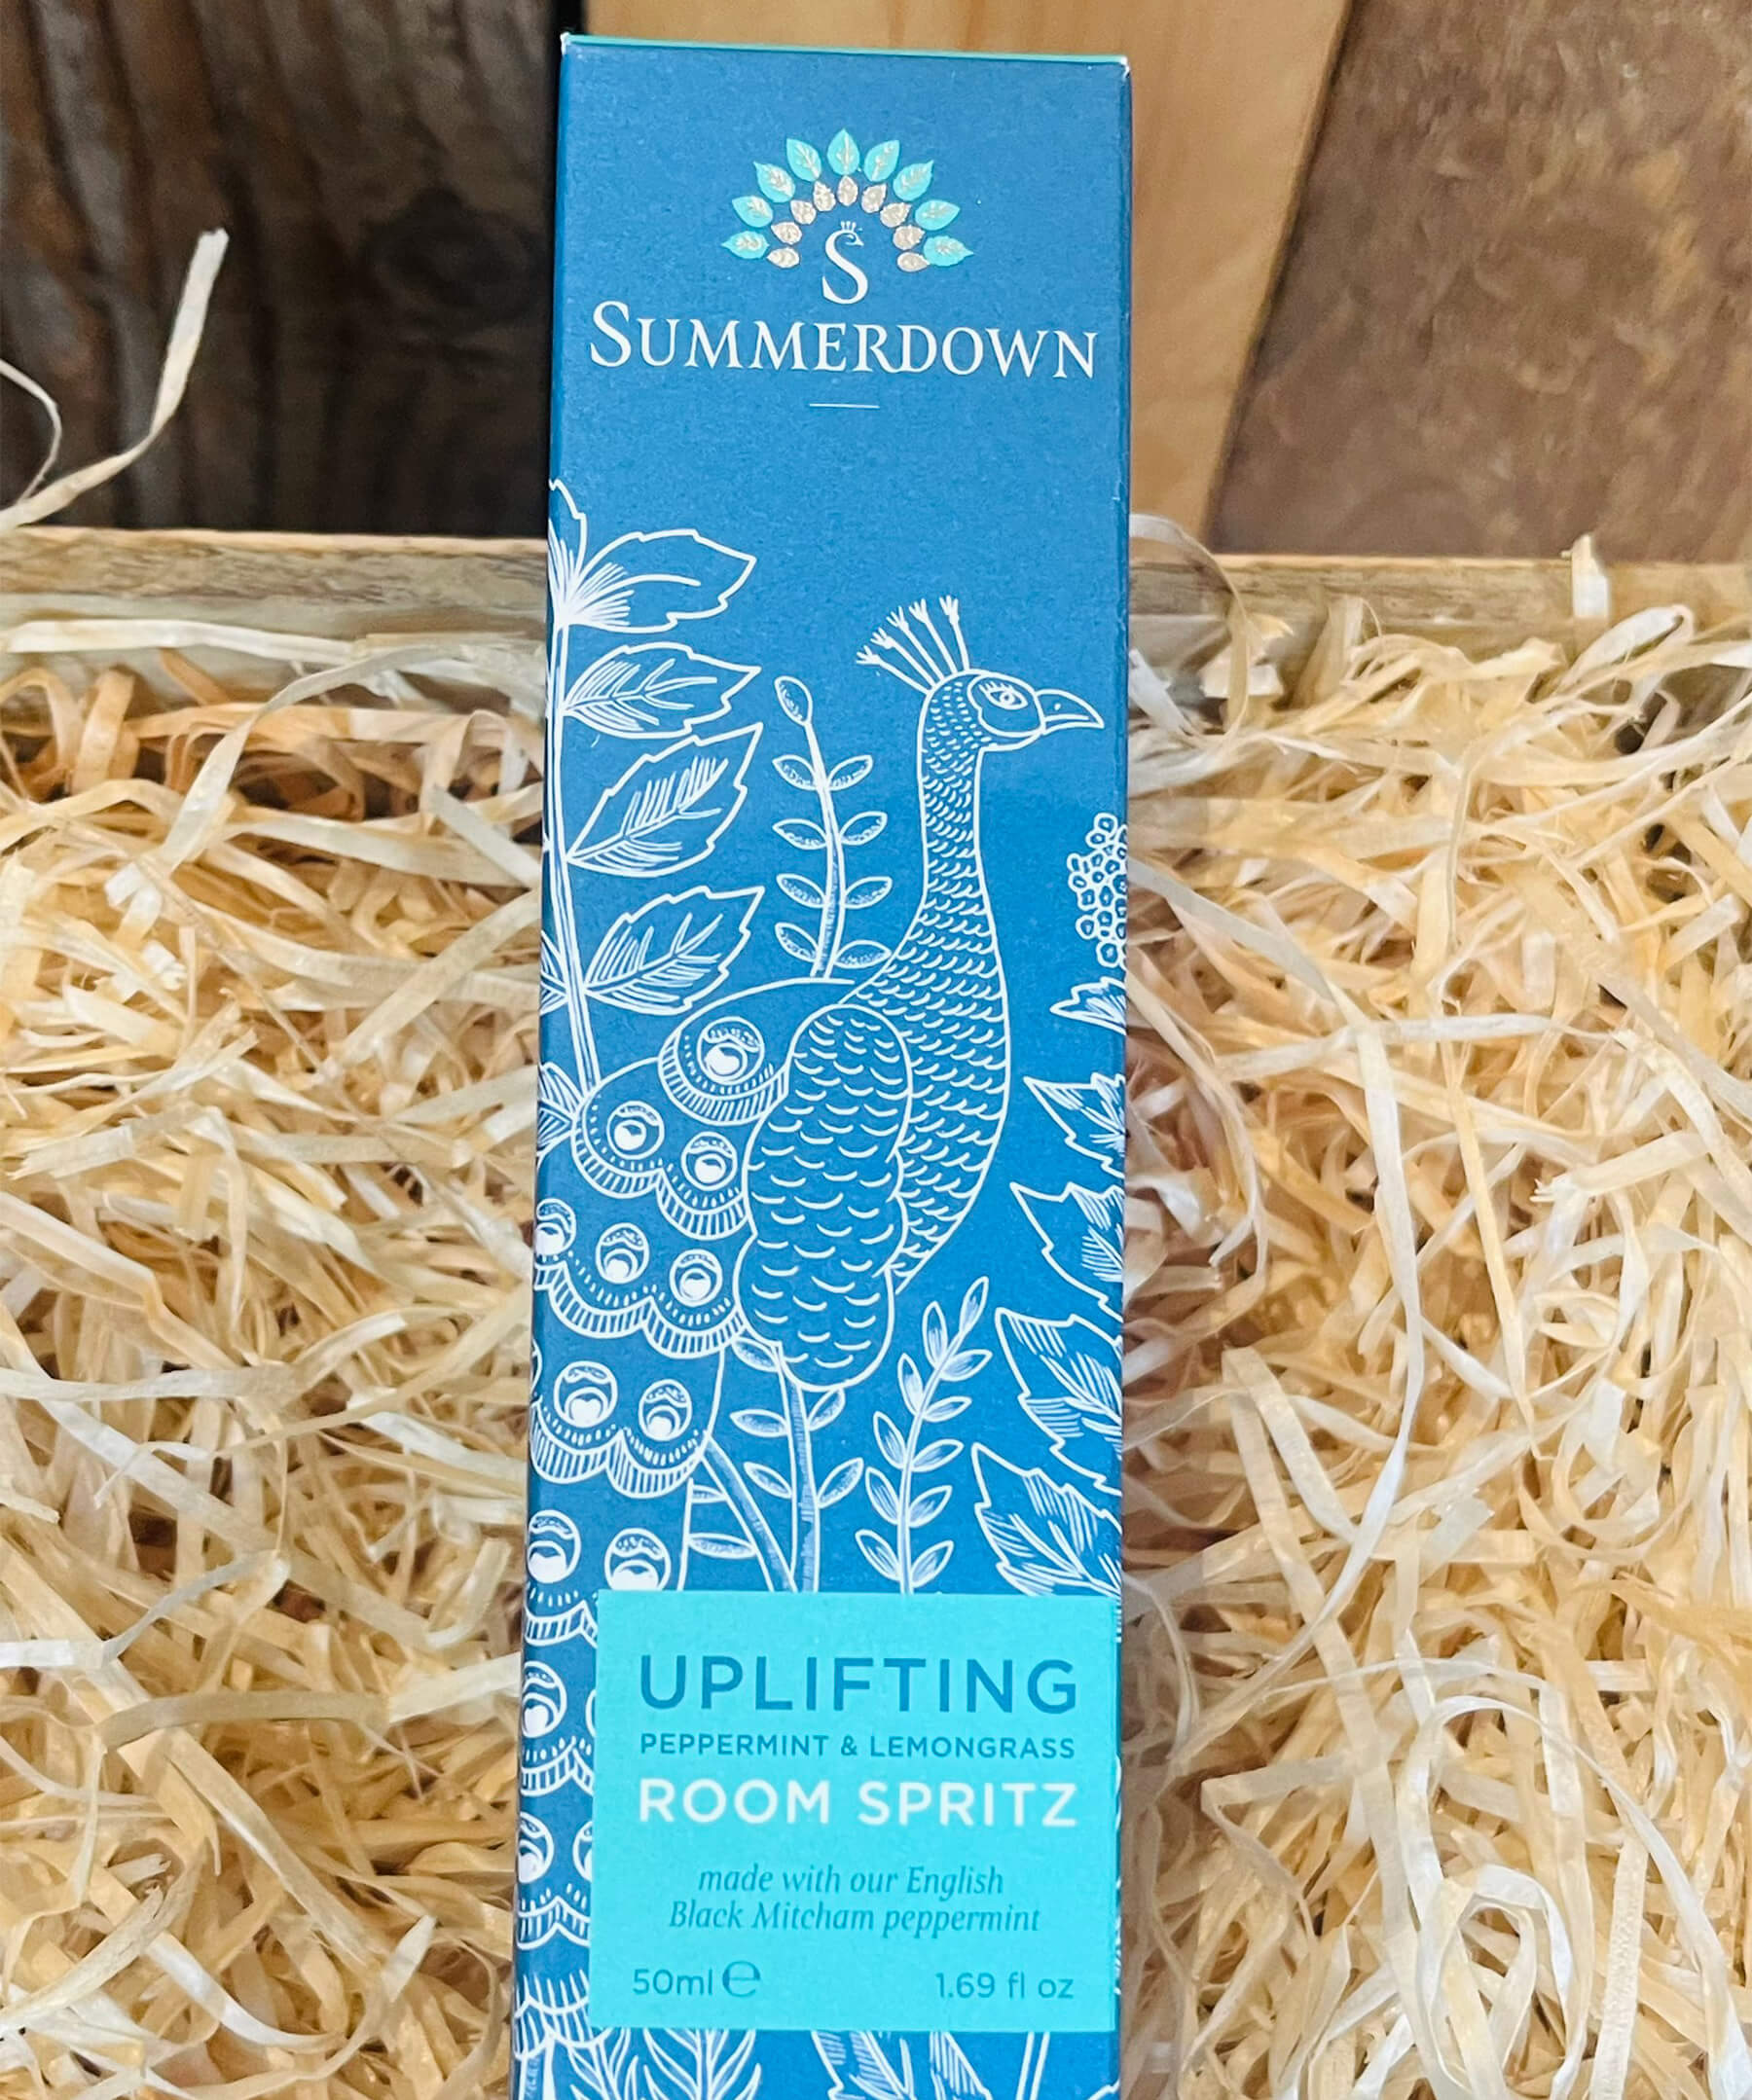 S
SUMMERDOWN
UPLIFTING
PEPPERMINT & LEMONGRASS
ROOM SPRITZ
made with our English
Black Mitcham peppermint
50ml ℮ 1.69 fl oz